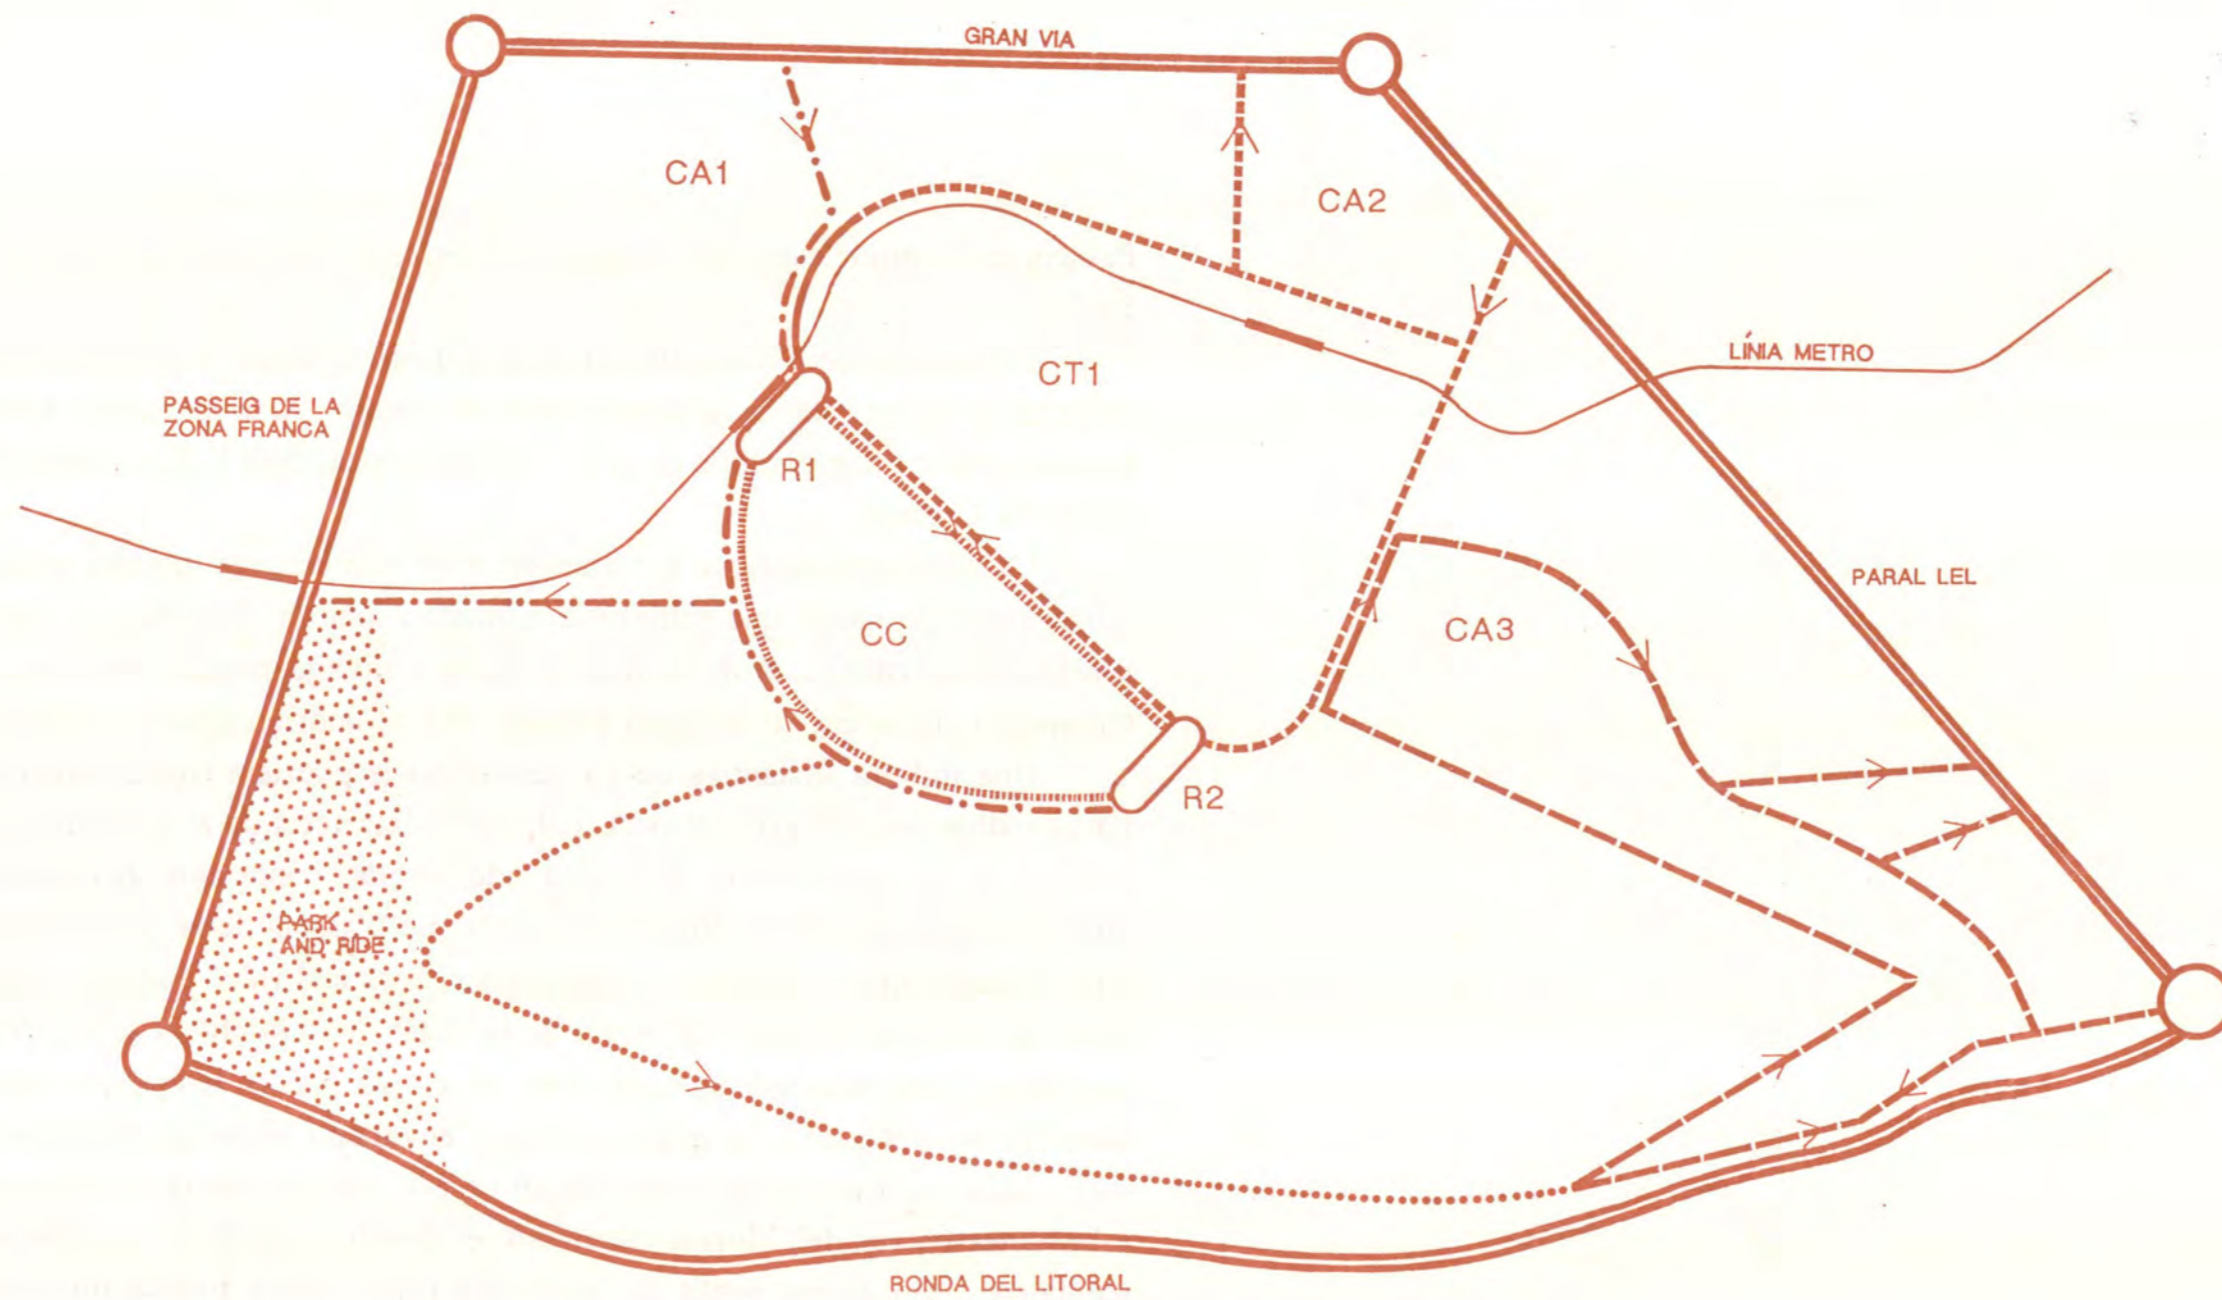 GRAN VIA
CA1
CA2
LÍNIA METRO
CT1
PASSEIG DE LA
ZONA FRANCA
R1
PARAL LEL
CC
CA3
R2
PARK
AND RIDE
RONDA DEL LITORAL